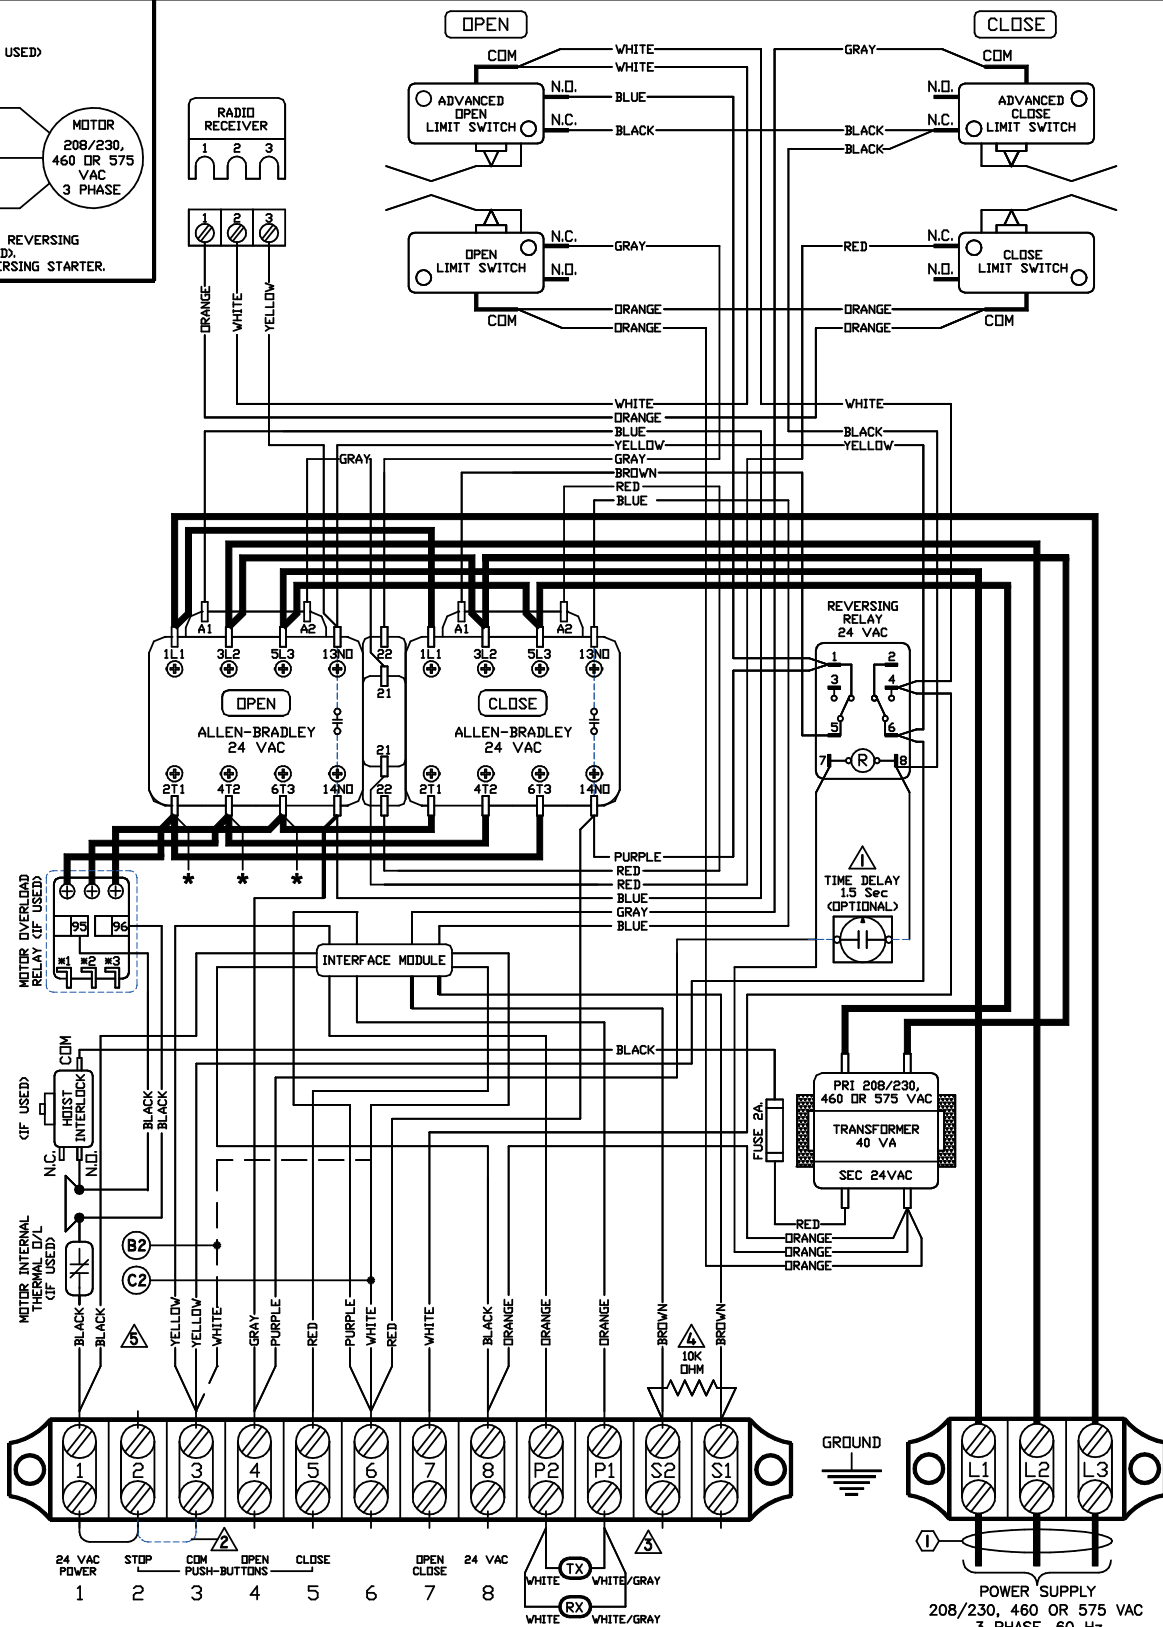 OPEN
CLOSE
USED)
MOTOR
208/230,
460 OR 575
VAC
3 PHASE
REVERSING
D).
ERSING STARTER.
RADIO
RECEIVER
1 2 3
1 2 3
ORANGE
WHITE
YELLOW
COM
WHITE
GRAY
COM
WHITE
N.O.
BLUE
N.O.
ADVANCED
OPEN
LIMIT SWITCH
N.C.
BLACK
BLACK
N.C.
ADVANCED
CLOSE
LIMIT SWITCH
BLACK
N.C.
GRAY
RED
N.C.
OPEN
LIMIT SWITCH
N.O.
N.O.
CLOSE
LIMIT SWITCH
COM
ORANGE
ORANGE
COM
ORANGE
ORANGE
WHITE
WHITE
ORANGE
BLUE
BLACK
YELLOW
YELLOW
GRAY
GRAY
BROWN
RED
BLUE
A1 A2 A1 A2
1L1 3L2 5L3 13NO 22 1L1 3L2 5L3 13NO
21
OPEN
CLOSE
ALLEN-BRADLEY
24 VAC
ALLEN-BRADLEY
24 VAC
21
2T1 4T2 6T3 14NO 22 2T1 4T2 6T3 14NO
REVERSING
RELAY
24 VAC
1 2
3 4
5 6
7 R 8
* * *
PURPLE
RED
RED
BLUE
GRAY
BLUE
1
TIME DELAY
1.5 Sec
(OPTIONAL)
MOTOR OVERLOAD
RELAY (IF USED)
95 96
*1 *2 *3
INTERFACE MODULE
BLACK
COM
(IF USED)
HOIST
INTERLOCK
N.C.
N.O.
BLACK
BLACK
FUSE 2A.
PRI 208/230,
460 OR 575 VAC
TRANSFORMER
40 VA
SEC 24VAC
RED
ORANGE
ORANGE
ORANGE
MOTOR INTERNAL
THERMAL O/L
(IF USED)
B2
C2
BLACK
BLACK
5
YELLOW
YELLOW
WHITE
GRAY
PURPLE
RED
PURPLE
WHITE
RED
WHITE
BLACK
ORANGE
ORANGE
ORANGE
BROWN
4
10K
OHM
BROWN
1 2 3 4 5 6 7 8 P2 P1 S2 S1
GROUND
L1 L2 L3
2
3
1
24 VAC
POWER
STOP
COM
OPEN
CLOSE
PUSH-BUTTONS
OPEN
CLOSE
24 VAC
1 2 3 4 5 6 7 8
WHITE TX WHITE/GRAY
WHITE RX WHITE/GRAY
POWER SUPPLY
208/230, 460 OR 575 VAC
3 PHASE, 60 Hz